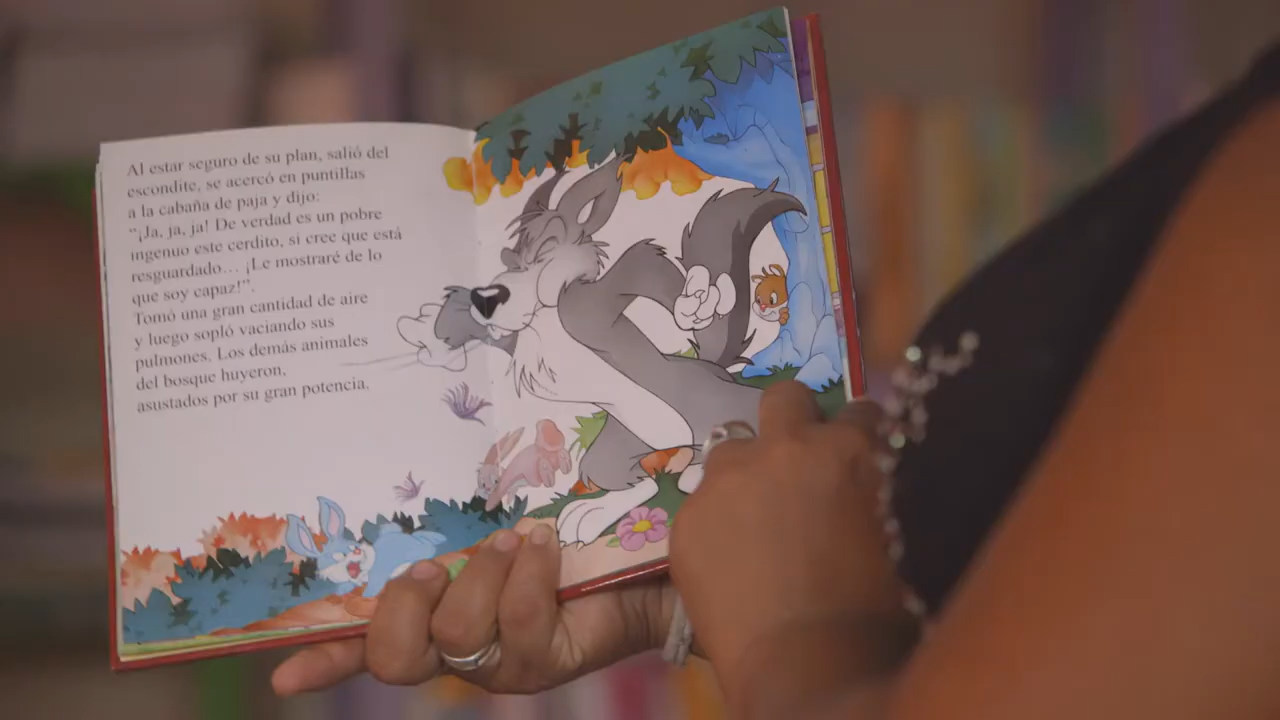 Al estar seguro de su plan, salió del
escondite, se acercó en puntillas
a la cabaña de paja y dijo:
“¡Ja, ja, ja! De verdad es un pobre
ingenuo este cerdito, si cree que está
resguardado… ¡Le mostraré de lo
que soy capaz!”.
Tomó una gran cantidad de aire
y luego sopló vaciando sus
pulmones. Los demás animales
del bosque huyeron,
asustados por su gran potencia.